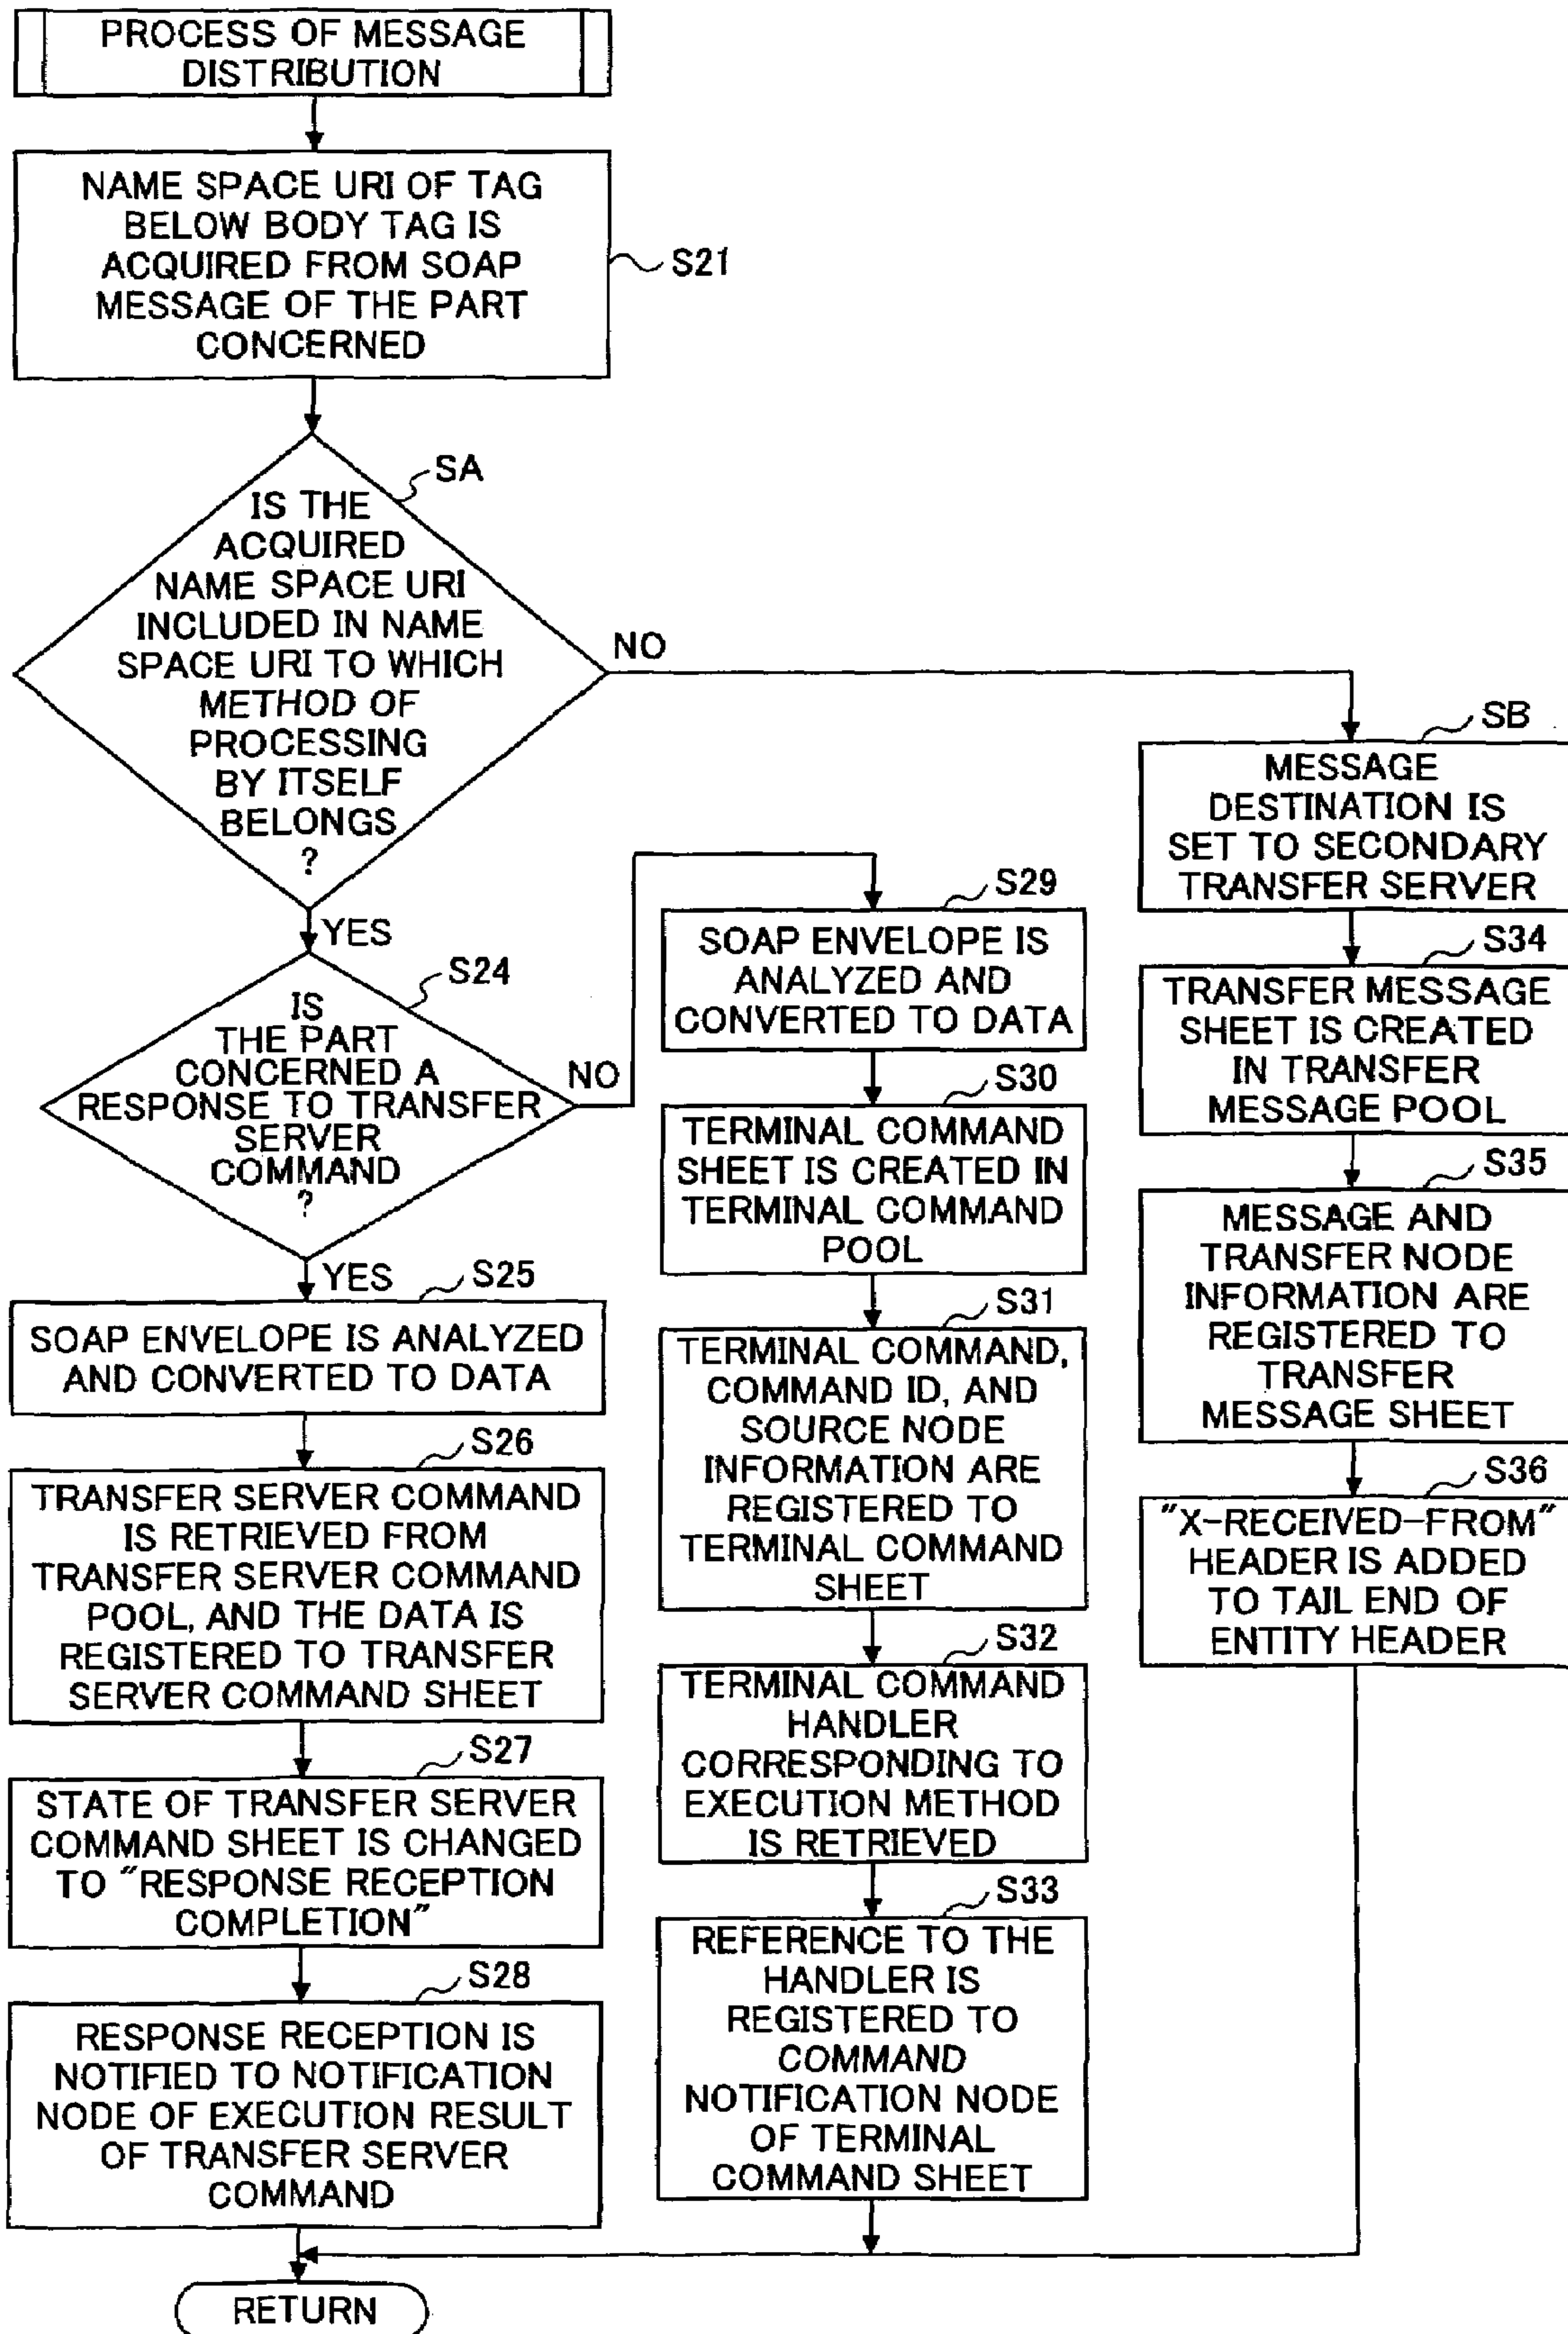 PROCESS OF MESSAGE
DISTRIBUTION
NAME SPACE URI OF TAG
BELOW BODY TAG IS
ACQUIRED FROM SOAP
MESSAGE OF THE PART
CONCERNED
S21
SA
IS THE
ACQUIRED
NAME SPACE URI
INCLUDED IN NAME
SPACE URI TO WHICH
METHOD OF
PROCESSING
BY ITSELF
BELONGS
?
NO
YES
S24
IS
THE PART
CONCERNED A
RESPONSE TO TRANSFER
SERVER
COMMAND
?
NO
YES
S25
SOAP ENVELOPE IS ANALYZED
AND CONVERTED TO DATA
S26
TRANSFER SERVER COMMAND
IS RETRIEVED FROM
TRANSFER SERVER COMMAND
POOL, AND THE DATA IS
REGISTERED TO TRANSFER
SERVER COMMAND SHEET
S27
STATE OF TRANSFER SERVER
COMMAND SHEET IS CHANGED
TO "RESPONSE RECEPTION
COMPLETION"
S28
RESPONSE RECEPTION IS
NOTIFIED TO NOTIFICATION
NODE OF EXECUTION RESULT
OF TRANSFER SERVER
COMMAND
S29
SOAP ENVELOPE IS
ANALYZED AND
CONVERTED TO DATA
S30
TERMINAL COMMAND
SHEET IS CREATED IN
TERMINAL COMMAND
POOL
S31
TERMINAL COMMAND,
COMMAND ID, AND
SOURCE NODE
INFORMATION ARE
REGISTERED TO
TERMINAL COMMAND
SHEET
S32
TERMINAL COMMAND
HANDLER
CORRESPONDING TO
EXECUTION METHOD
IS RETRIEVED
S33
REFERENCE TO THE
HANDLER IS
REGISTERED TO
COMMAND
NOTIFICATION NODE
OF TERMINAL
COMMAND SHEET
SB
MESSAGE
DESTINATION IS
SET TO SECONDARY
TRANSFER SERVER
S34
TRANSFER MESSAGE
SHEET IS CREATED
IN TRANSFER
MESSAGE POOL
S35
MESSAGE AND
TRANSFER NODE
INFORMATION ARE
REGISTERED TO
TRANSFER
MESSAGE SHEET
S36
"X-RECEIVED-FROM"
HEADER IS ADDED
TO TAIL END OF
ENTITY HEADER
RETURN